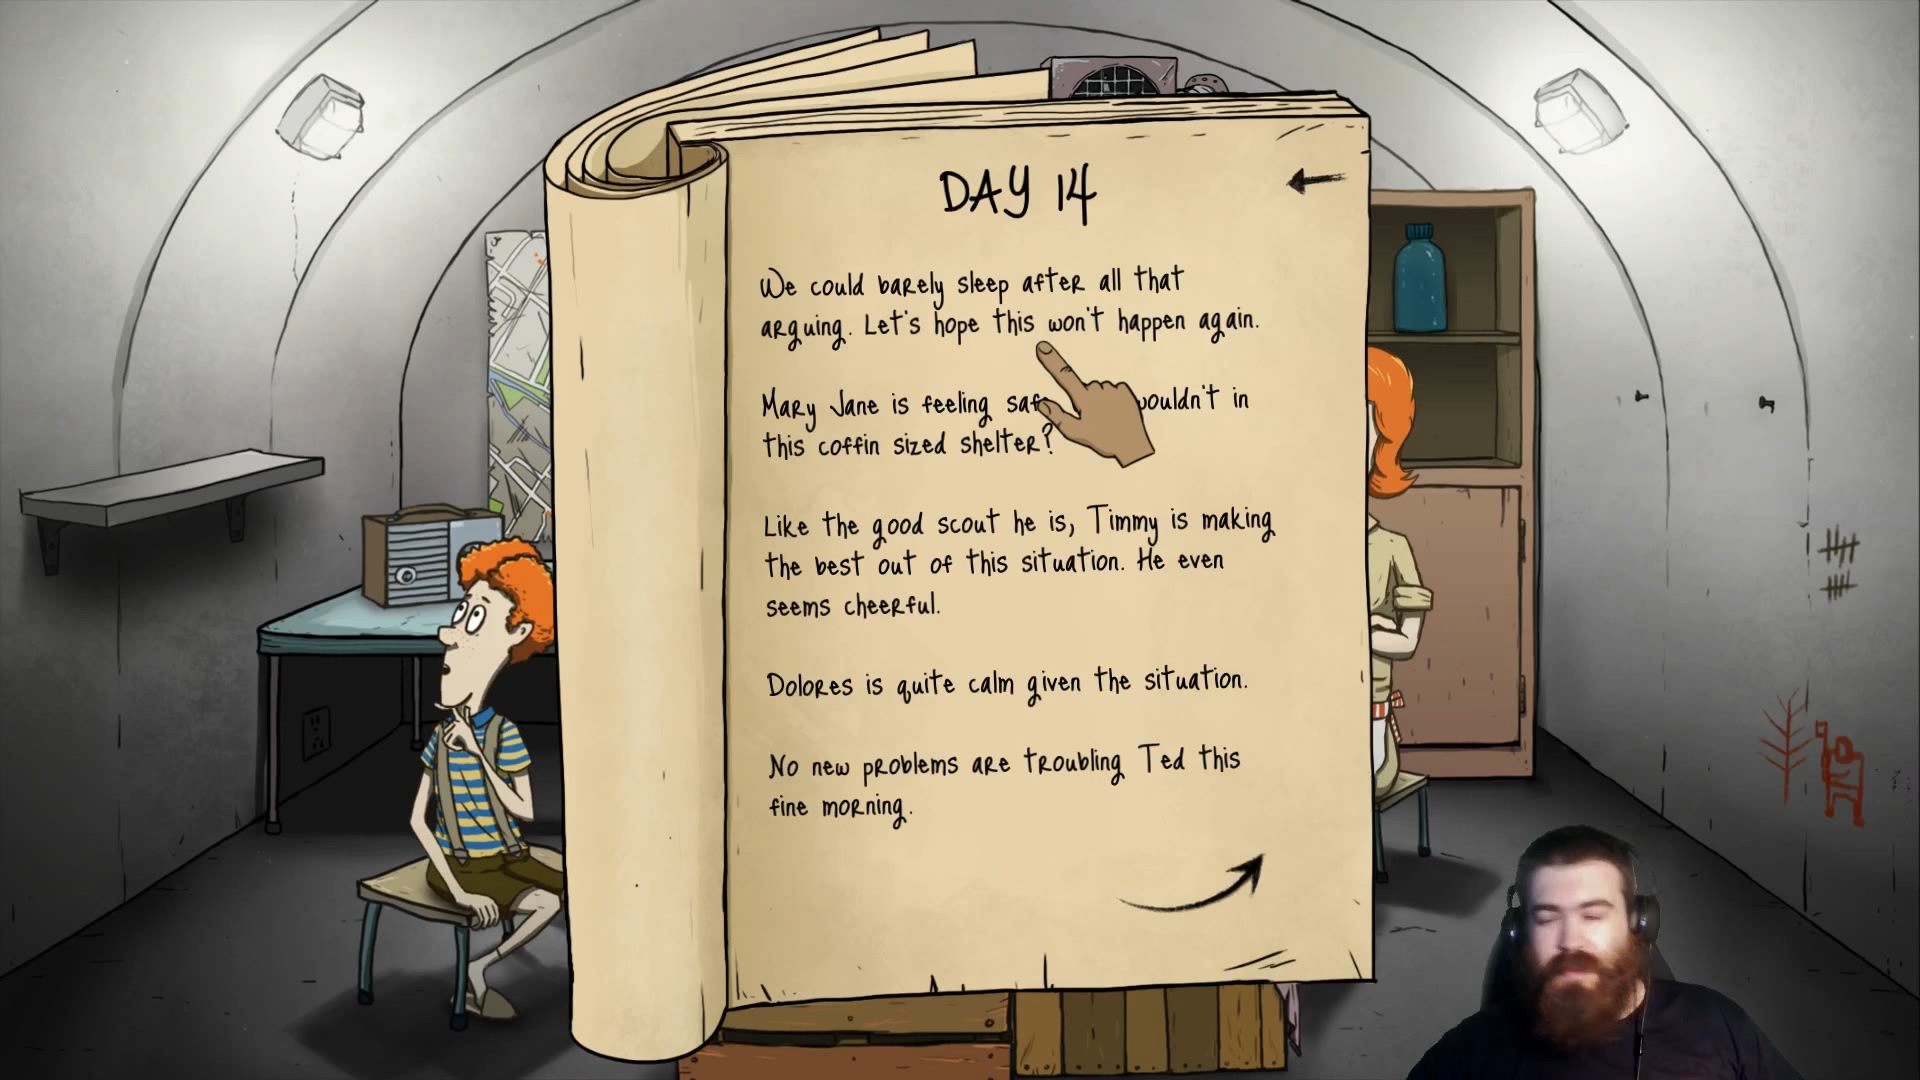 DAY 14
We could barely sleep after all that
arguing. Let's hope this won't happen again.
Mary Jane is feeling wouldn't in
this coffin sized shelter?
Like the good scout he is, Timmy is making
the best out of this situation. He even
seems cheerful.
Dolores is quite calm given the situation.
No new problems are troubling Ted this
fine morning.